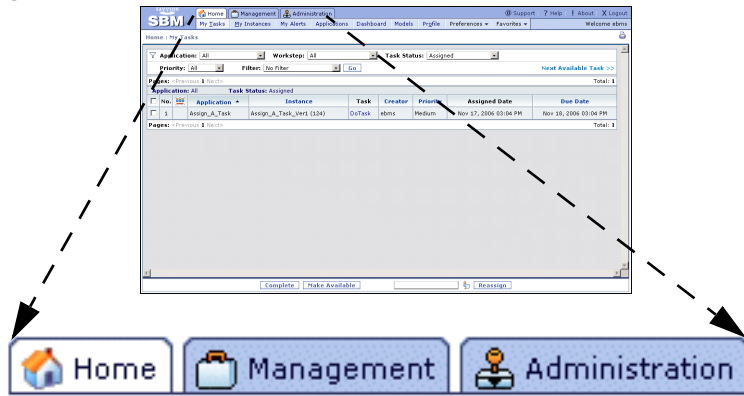 SBM Home Management Administration @ Support ? Help ! About X Logout
My Tasks My Instances My Alerts Applications Dashboard Models Profile Preferences Favorites Welcome ebms
Home : My Tasks
Application: All Workstep: All Task Status: Assigned
Priority: All Filter: No Filter Go Next Available Task >>
Pages: <Previous 1 Next> Total: 1
Application: All Task Status: Assigned
No. Application Instance Task Creator Priority Assigned Date Due Date
1 Assign_A_Task Assign_A_Task_Ver1 (124) DoTask ebms Medium Nov 17, 2006 03:04 PM Nov 18, 2006 03:04 PM
Pages: <Previous 1 Next> Total: 1
Complete Make Available Reassign
Home Management Administration